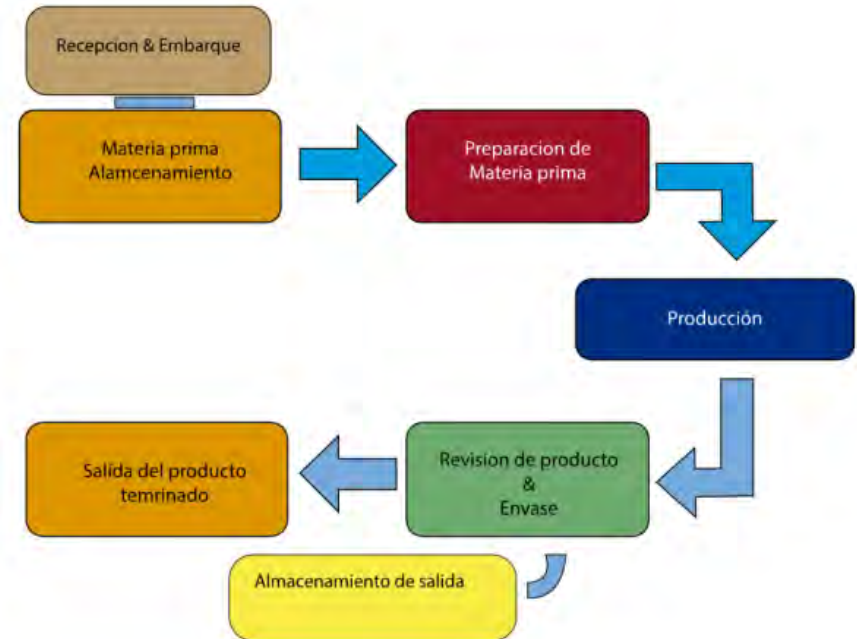 Recepcion & Embarque
Materia prima
Alamcenamiento
Preparacion de
Materia prima
Producción
Revision de producto
&
Envase
Salida del producto
temrinado
Almacenamiento de salida